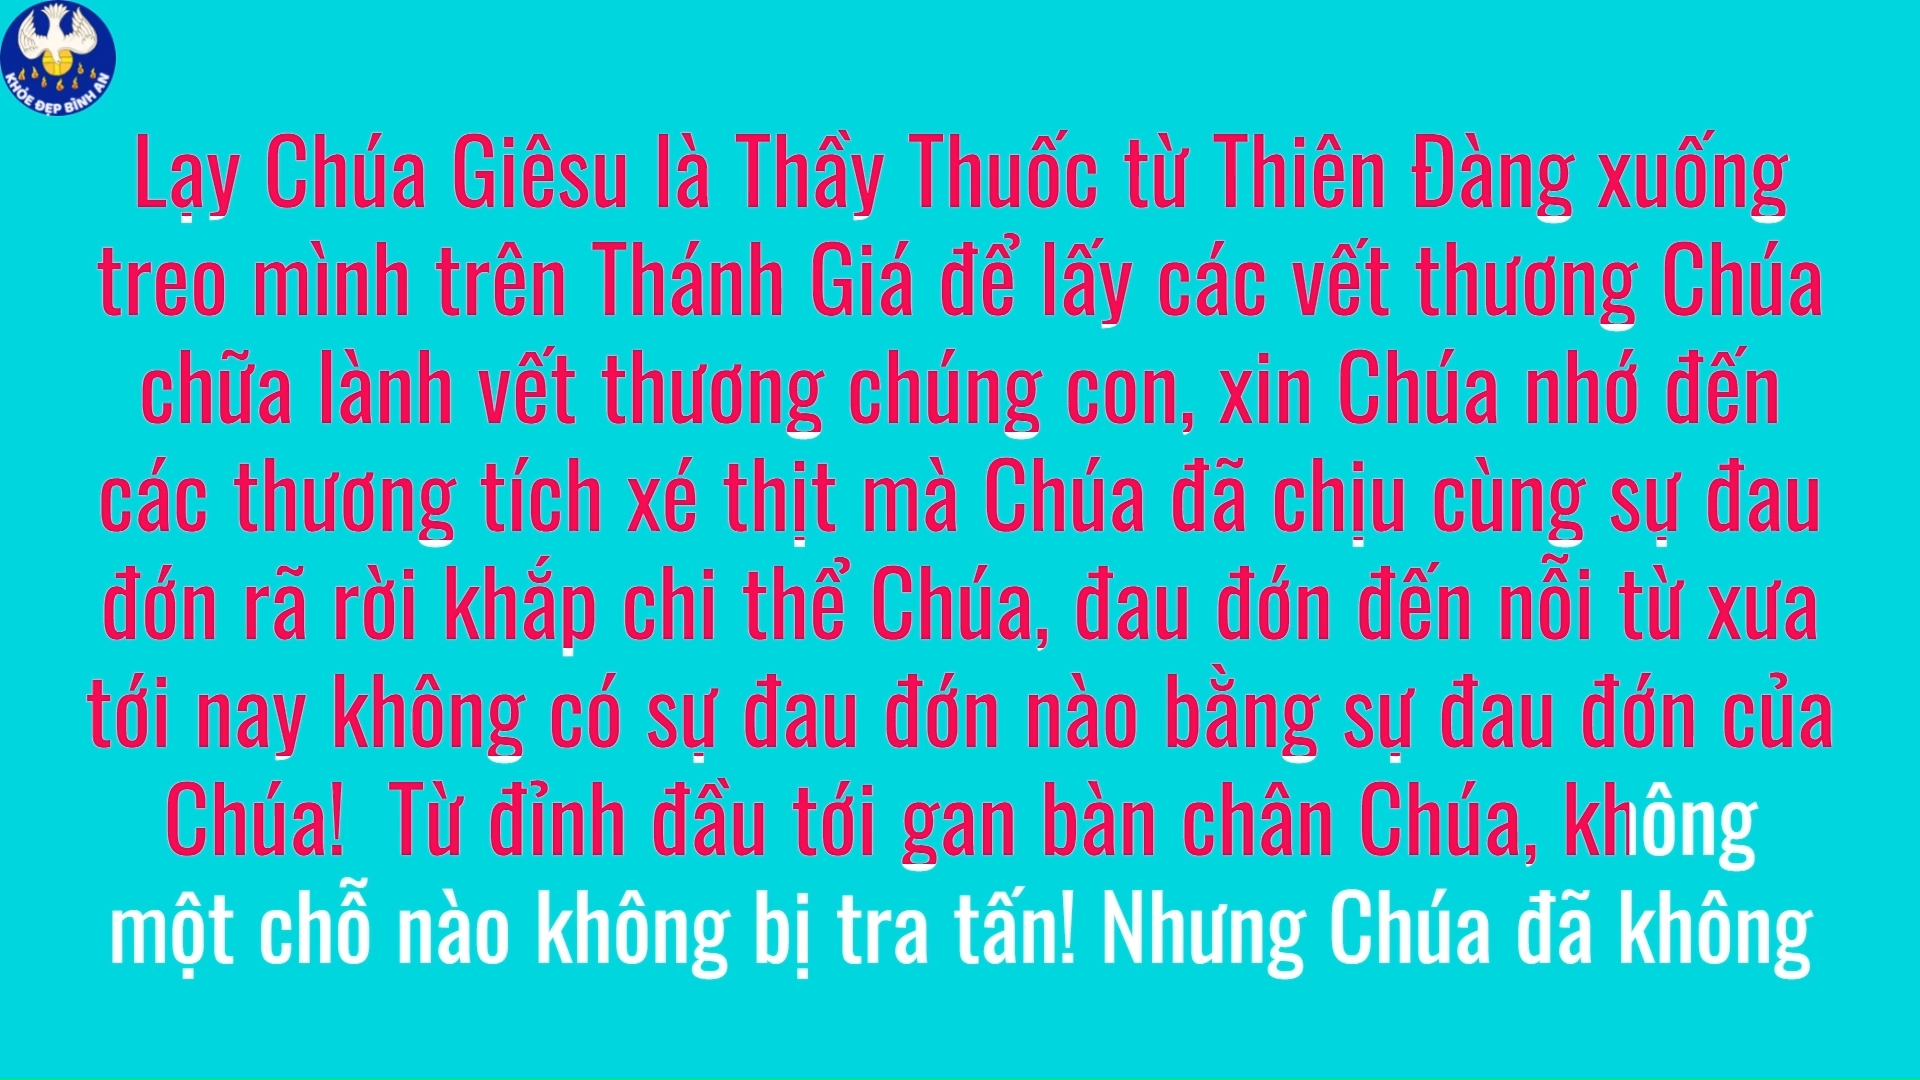 KHỎE ĐẸP BÌNH AN
Lạy Chúa Giêsu là Thầy Thuốc từ Thiên Đàng xuống
treo mình trên Thánh Giá để lấy các vết thương Chúa
chữa lành vết thương chúng con, xin Chúa nhớ đến
các thương tích xé thịt mà Chúa đã chịu cùng sự đau
đớn rã rời khắp chi thể Chúa, đau đớn đến nỗi từ xưa
tới nay không có sự đau đớn nào bằng sự đau đớn của
Chúa!  Từ đỉnh đầu tới gan bàn chân Chúa, không
một chỗ nào không bị tra tấn! Nhưng Chúa đã không